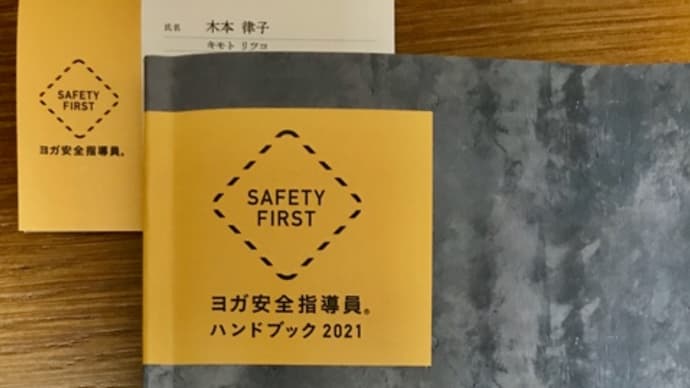 氏名 木本 律子
キモト リツコ
SAFETY
FIRST
ヨガ安全指導員®
SAFETY
FIRST
ヨガ安全指導員®
ハンドブック 2021